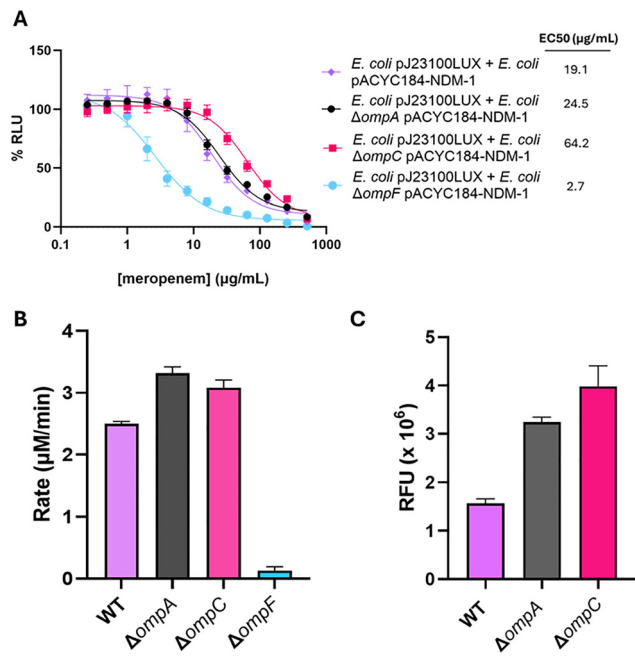 A
EC50 (µg/mL)
150
100
50
0
% RLU
0.1 1 10 100 1000
[meropenem] (µg/mL)
E. coli pJ23100LUX + E. coli
pACYC184-NDM-1
19.1
E. coli pJ23100LUX + E. coli
ΔompA pACYC184-NDM-1
24.5
E. coli pJ23100LUX + E. coli
ΔompC pACYC184-NDM-1
64.2
E. coli pJ23100LUX + E. coli
ΔompF pACYC184-NDM-1
2.7
B
4
3
2
1
0
Rate (µM/min)
WT ΔompA ΔompC ΔompF
C
5
4
3
2
1
0
RFU (x 10⁶)
WT ΔompA ΔompC